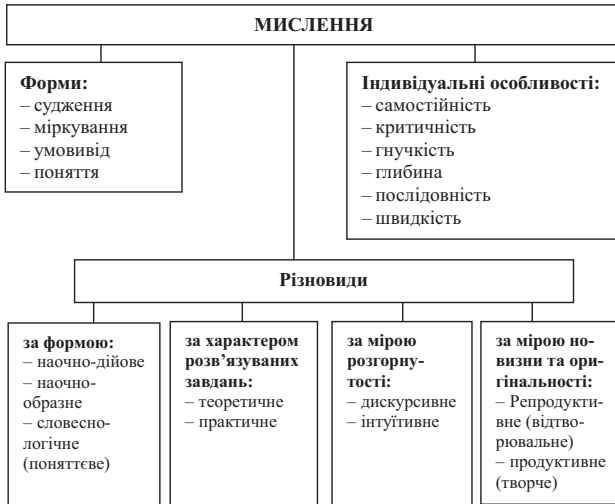 МИСЛЕННЯ
Форми:
– судження
– міркування
– умовивід
– поняття
Індивідуальні особливості:
– самостійність
– критичність
– гнучкість
– глибина
– послідовність
– швидкість
Різновиди
за формою:
– наочно-дійове
– наочно-
образне
– словесно-
логічне
(поняттєве)
за характером
розв’язуваних
завдань:
– теоретичне
– практичне
за мірою
розгорну-
тості:
– дискурсивне
– інтуїтивне
за мірою но-
визни та ори-
гінальності:
– Репродукти-
вне (відтво-
рювальне)
– продуктивне
(творче)